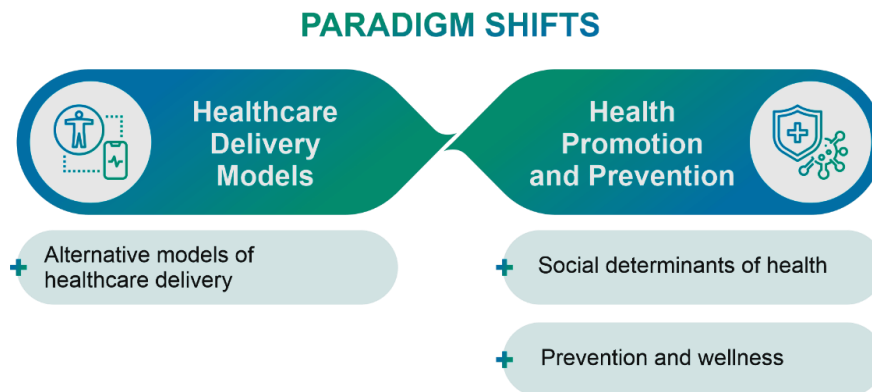 PARADIGM SHIFTS
Healthcare
Delivery
Models
Health
Promotion
and Prevention
Alternative models of
healthcare delivery
Social determinants of health
Prevention and wellness